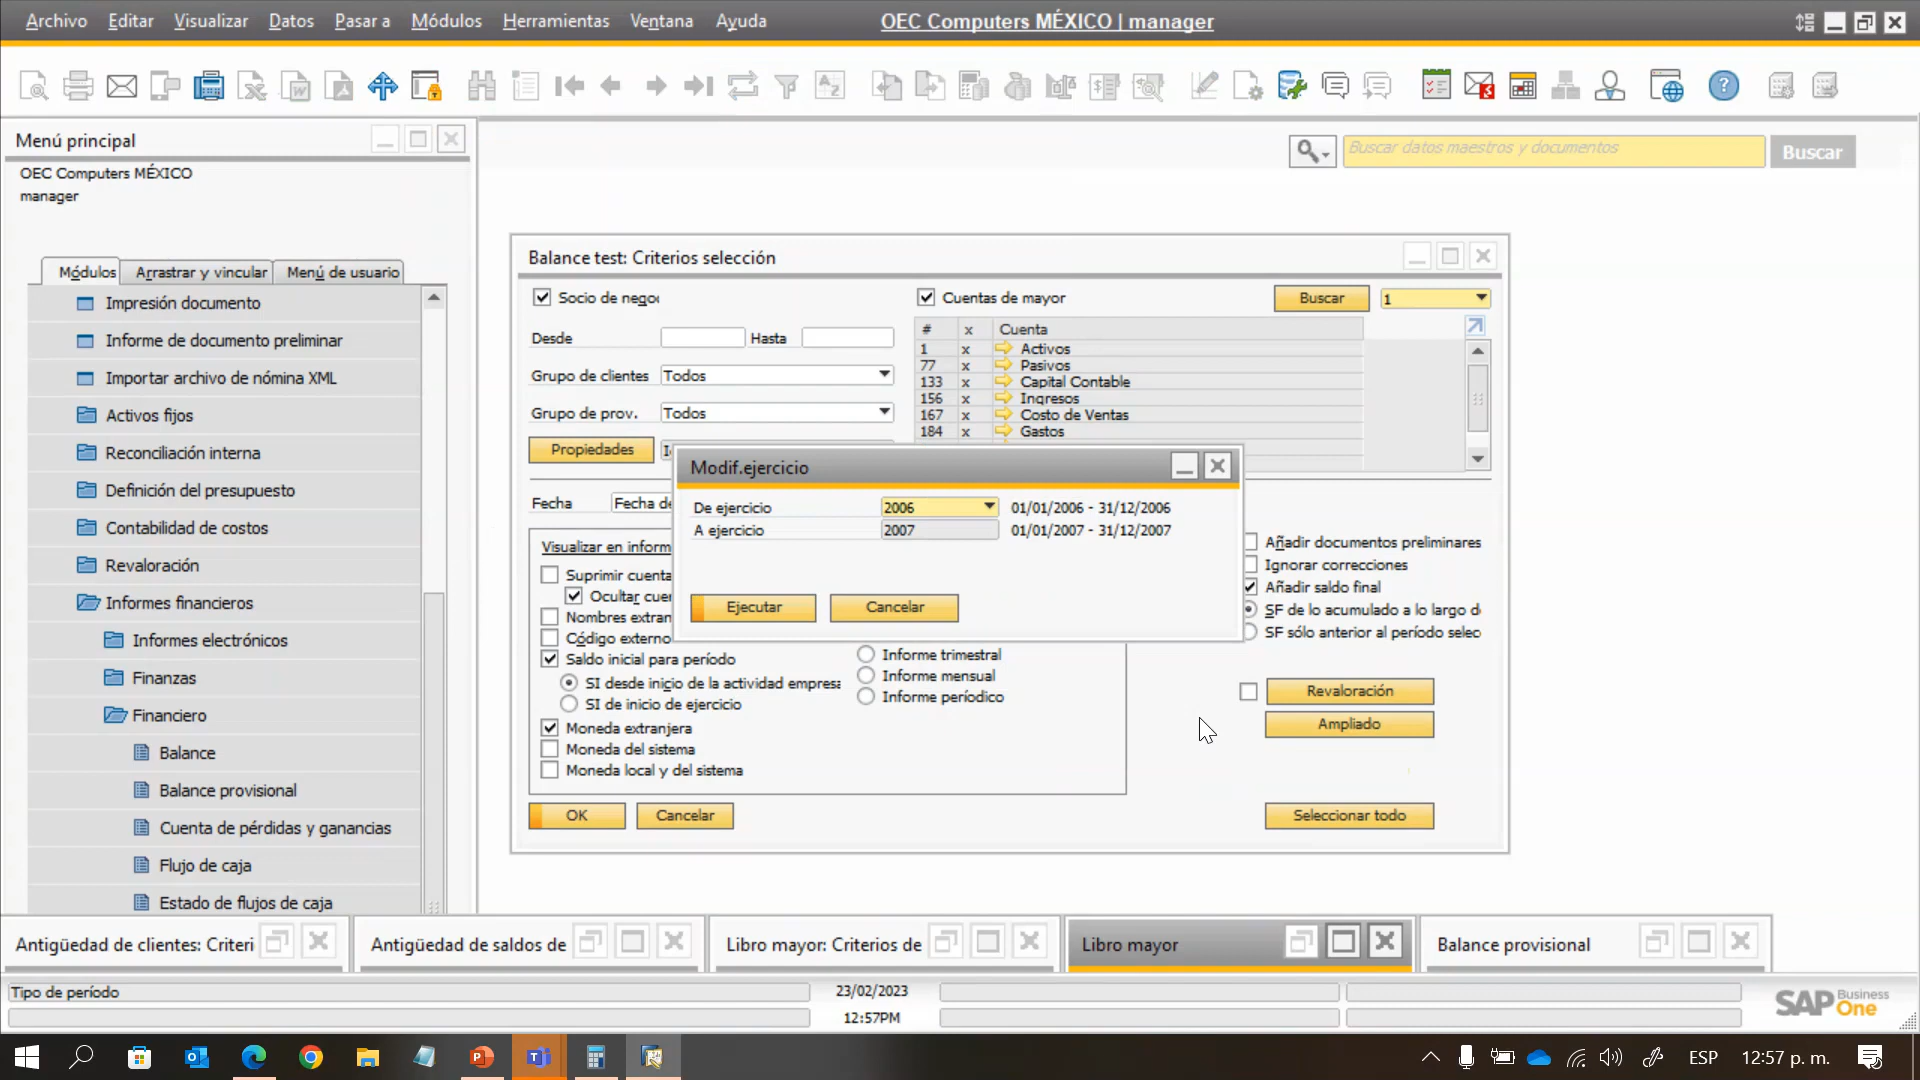 Archivo Editar Visualizar Datos Pasar a Módulos Herramientas Ventana Ayuda OEC Computers MÉXICO | manager
Menú principal
OEC Computers MÉXICO
manager
Buscar datos maestros y documentos Buscar
Módulos Arrastrar y vincular Menú de usuario
Impresión documento
Informe de documento preliminar
Importar archivo de nómina XML
Activos fijos
Reconciliación interna
Definición del presupuesto
Contabilidad de costos
Revaloración
Informes financieros
Informes electrónicos
Finanzas
Financiero
Balance
Balance provisional
Cuenta de pérdidas y ganancias
Flujo de caja
Estado de flujos de caja
Balance test: Criterios selección
Socio de negoc
Desde Hasta
Grupo de clientes Todos
Grupo de prov. Todos
Propiedades
Fecha Fecha de
Cuentas de mayor Buscar 1
# x Cuenta
1 x Activos
77 x Pasivos
133 x Capital Contable
156 x Ingresos
167 x Costo de Ventas
184 x Gastos
Modif.ejercicio
De ejercicio 2006 01/01/2006 - 31/12/2006
A ejercicio 2007 01/01/2007 - 31/12/2007
Ejecutar Cancelar
Visualizar en inform
Suprimir cuenta
Ocultar cuen
Nombres extran
Código externo
Saldo inicial para período
SI desde inicio de la actividad empresa
SI de inicio de ejercicio
Moneda extranjera
Moneda del sistema
Moneda local y del sistema
Informe trimestral
Informe mensual
Informe períodico
Añadir documentos preliminares
Ignorar correcciones
Añadir saldo final
SF de lo acumulado a lo largo d
SF sólo anterior al período selec
Revaloración
Ampliado
OK Cancelar Seleccionar todo
Antigüedad de clientes: Criteri Antigüedad de saldos de Libro mayor: Criterios de Libro mayor Balance provisional
Tipo de período 23/02/2023
12:57PM
SAP Business One
ESP 12:57 p. m.